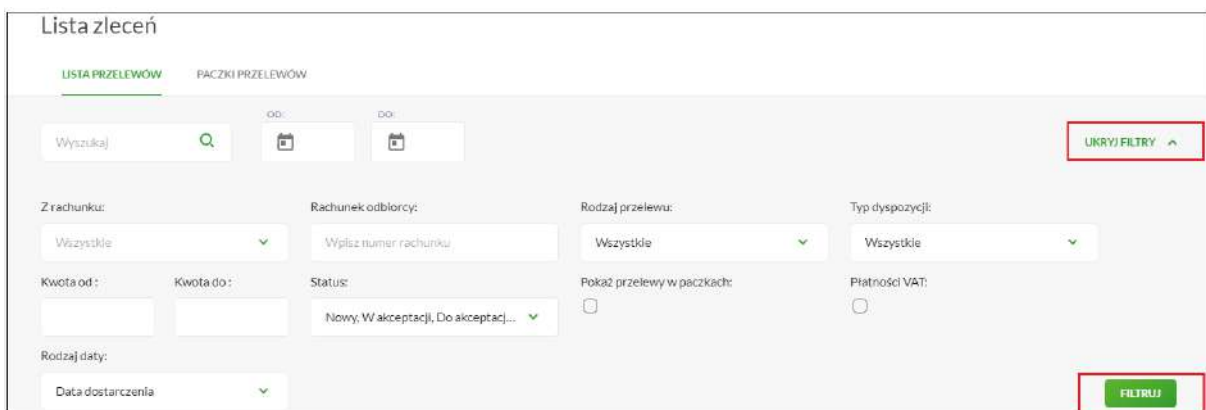 Lista zleceń
LISTA PRZELEWÓW PACZKI PRZELEWÓW
OD: DO:
Wyszukaj
UKRYJ FILTRY
Z rachunku: Rachunek odbiorcy: Rodzaj przelewu: Typ dyspozycji:
Wszystkie Wpisz numer rachunku Wszystkie Wszystkie
Kwota od : Kwota do : Status: Pokaż przelewy w paczkach: Płatności VAT:
Nowy, W akceptacji, Do akceptacj...
Rodzaj daty:
Data dostarczenia
FILTRUJ